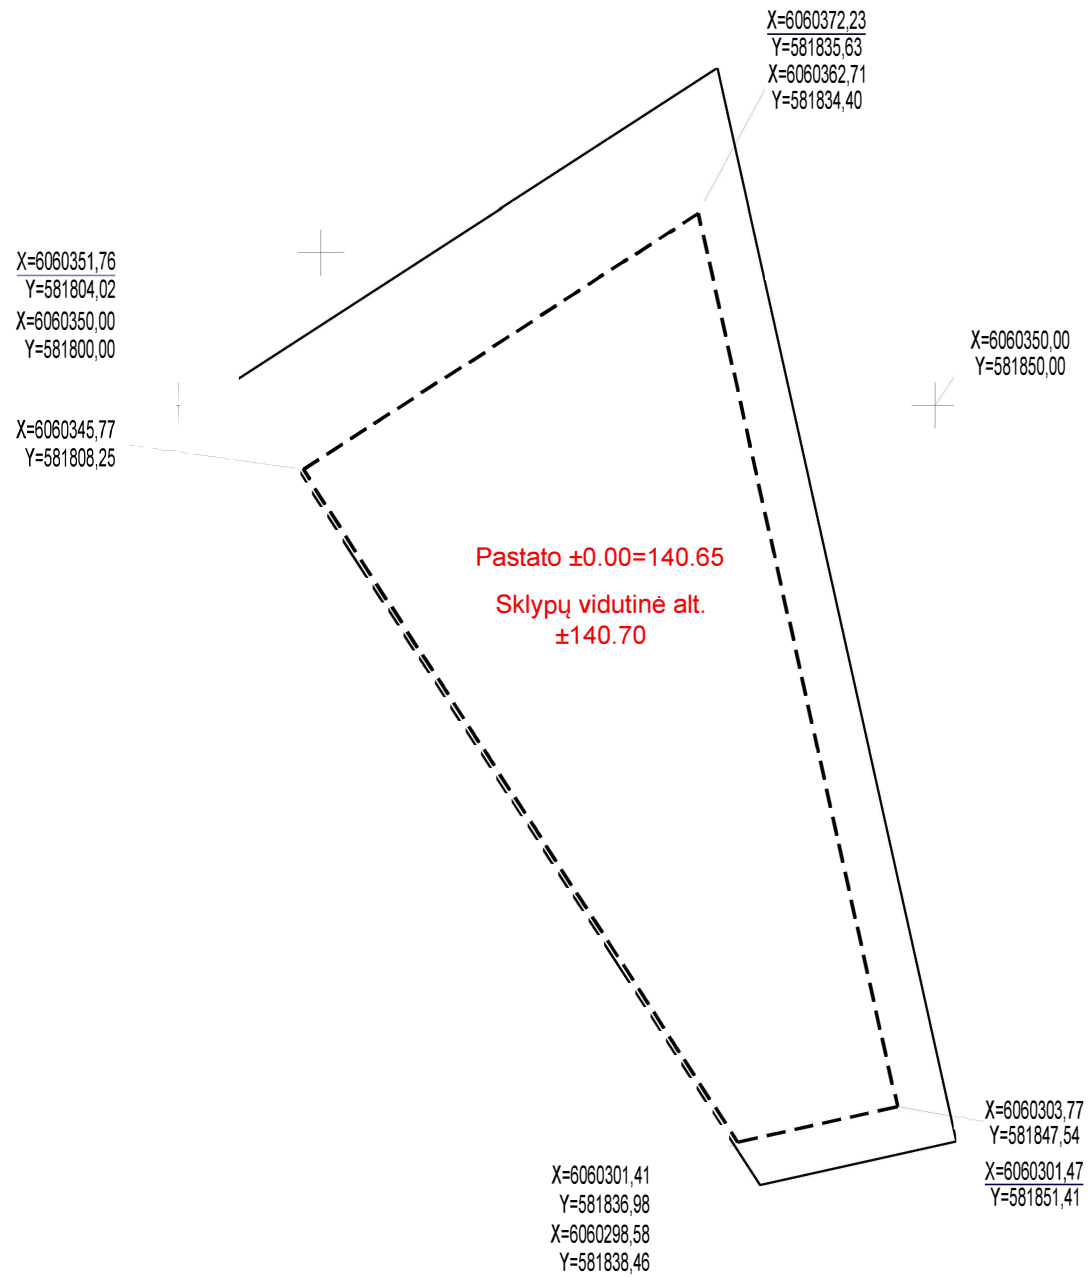 X=6060372,23
Y=581835,63
X=6060362,71
Y=581834,40
X=6060351,76
Y=581804,02
X=6060350,00
Y=581800,00
X=6060350,00
Y=581850,00
X=6060345,77
Y=581808,25
Pastato ±0.00=140.65
Sklypų vidutinė alt.
±140.70
X=6060303,77
Y=581847,54
X=6060301,47
Y=581851,41
X=6060301,41
Y=581836,98
X=6060298,58
Y=581838,46